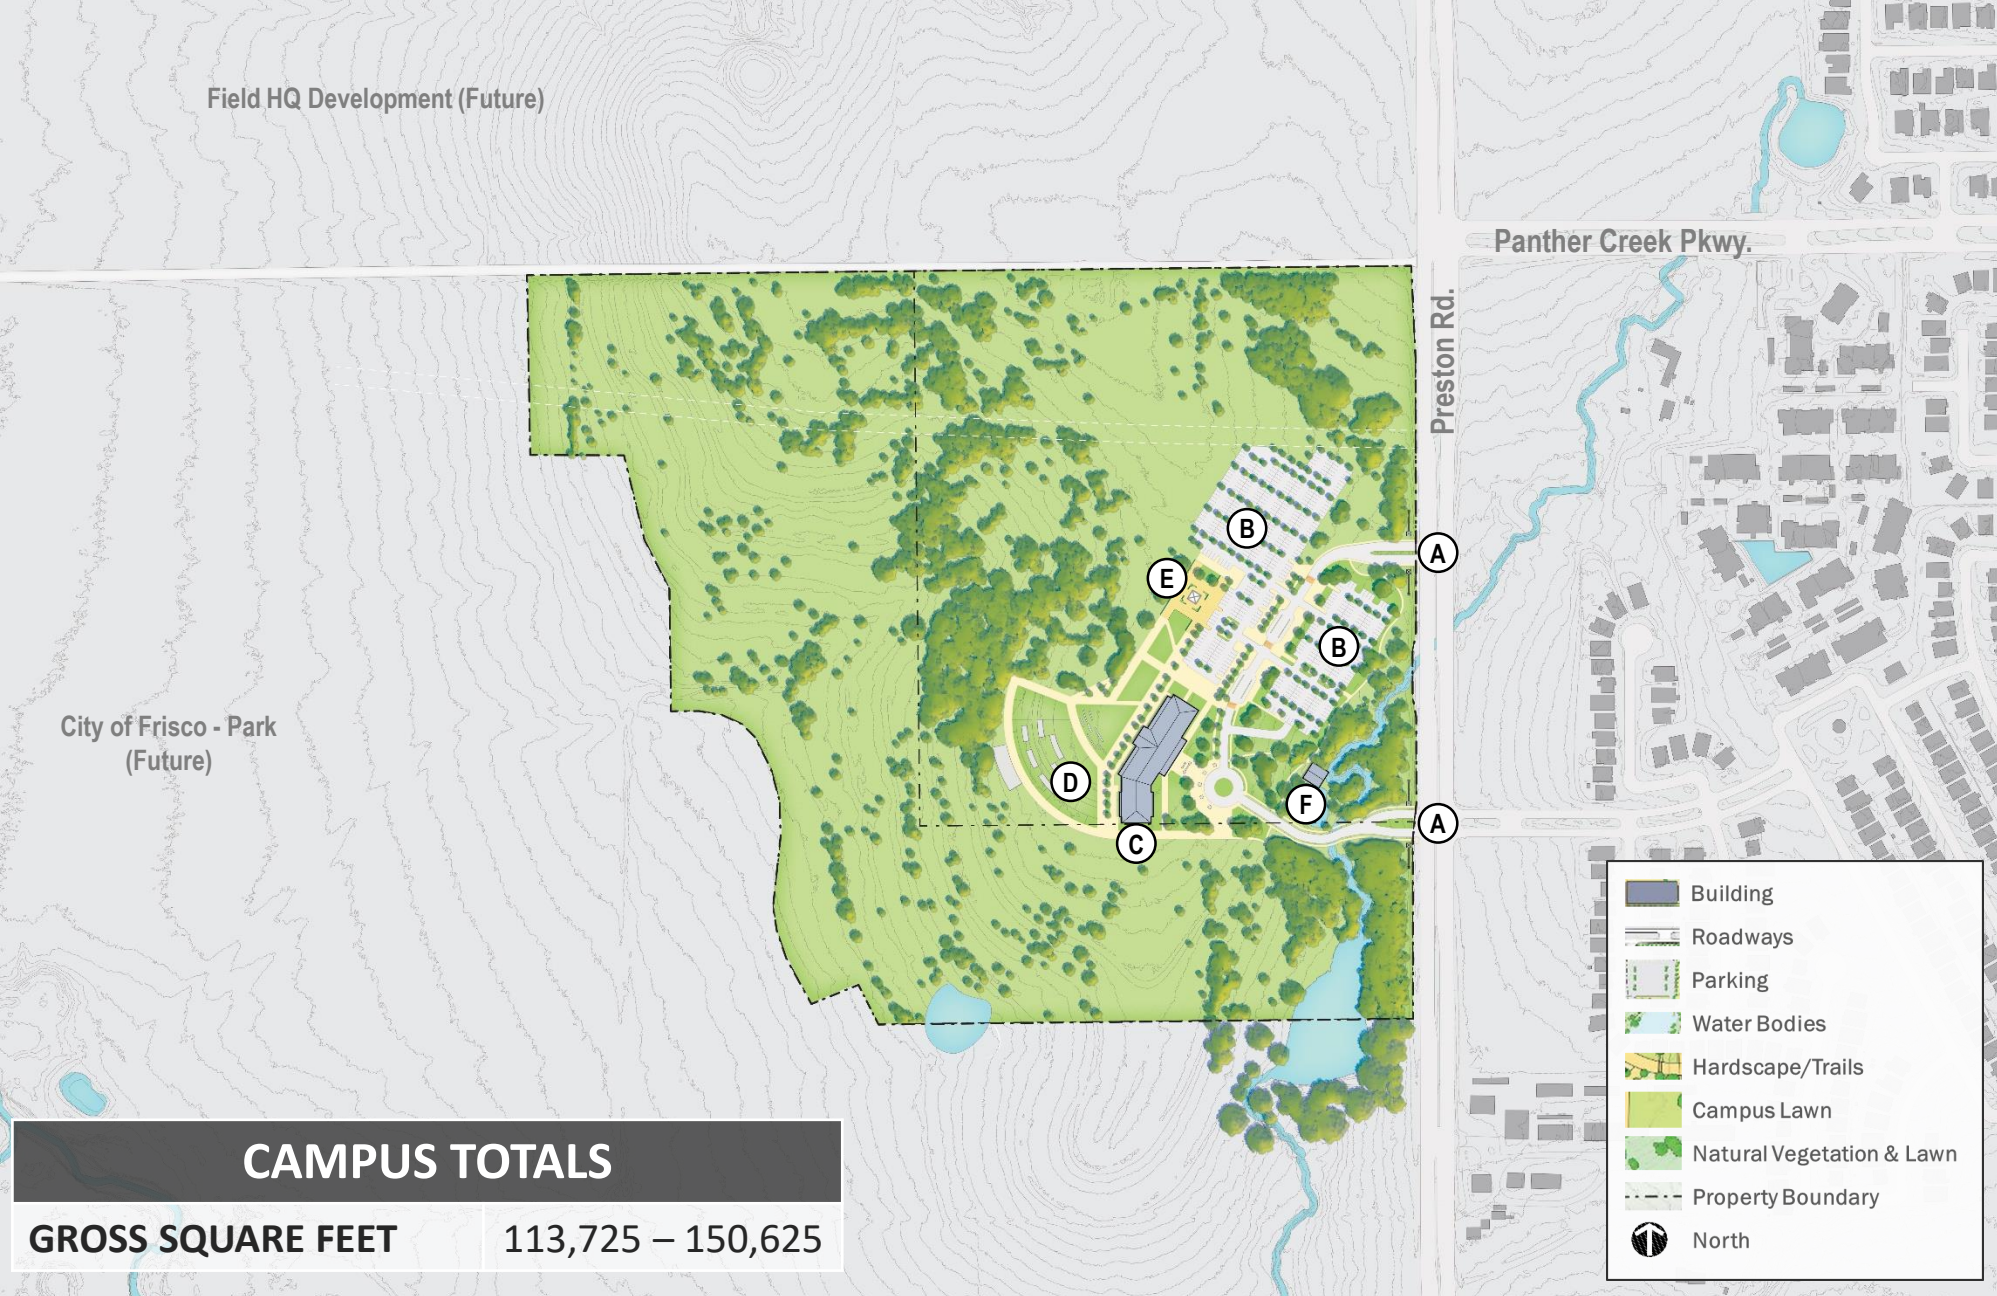 Field HQ Development (Future)
Panther Creek Pkwy.
Preston Rd.
B
A
E
B
City of Frisco - Park
(Future)
D
F
A
C
Building
Roadways
Parking
Water Bodies
Hardscape/Trails
Campus Lawn
Natural Vegetation & Lawn
Property Boundary
North
CAMPUS TOTALS
GROSS SQUARE FEET 113,725 – 150,625